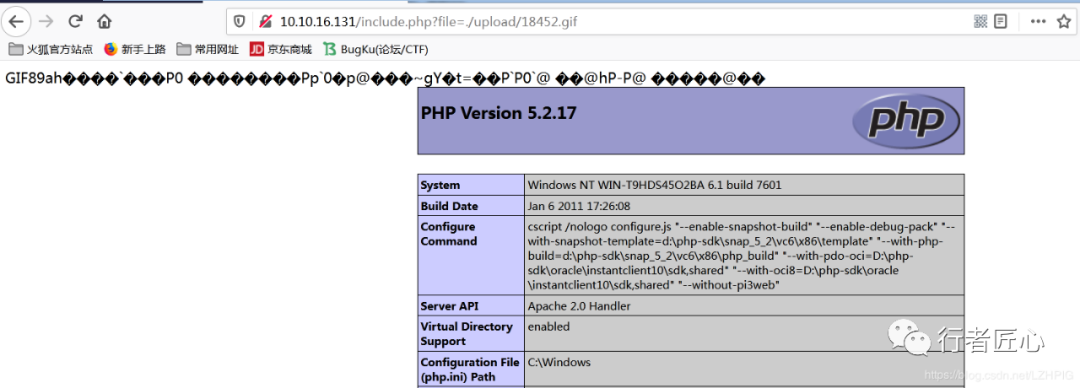 10.10.16.131/include.php?file=./upload/18452.gif
火狐官方站点 新手上路 常用网址 JD 京东商城 BugKu(论坛/CTF)
GIF89ah����`���P0 ��������Pp`0�p@���~gY�t=��P`P0`@ ��@hP-P@ �����@��
PHP Version 5.2.17
php
System Windows NT WIN-T9HDS45O2BA 6.1 build 7601
Build Date Jan 6 2011 17:26:08
Configure Command cscript /nologo configure.js "--enable-snapshot-build" "--enable-debug-pack" "--
with-snapshot-template=d:\php-sdk\snap_5_2\vc6\x86\template" "--with-php-
build=d:\php-sdk\snap_5_2\vc6\x86\php_build" "--with-pdo-oci=D:\php-
sdk\oracle\instantclient10\sdk,shared" "--with-oci8=D:\php-sdk\oracle
\instantclient10\sdk,shared" "--without-pi3web"
Server API Apache 2.0 Handler
Virtual Directory Support enabled
Configuration File (php.ini) Path C:\Windows
行者匠心
https://blog.csdn.net/LZHPIG